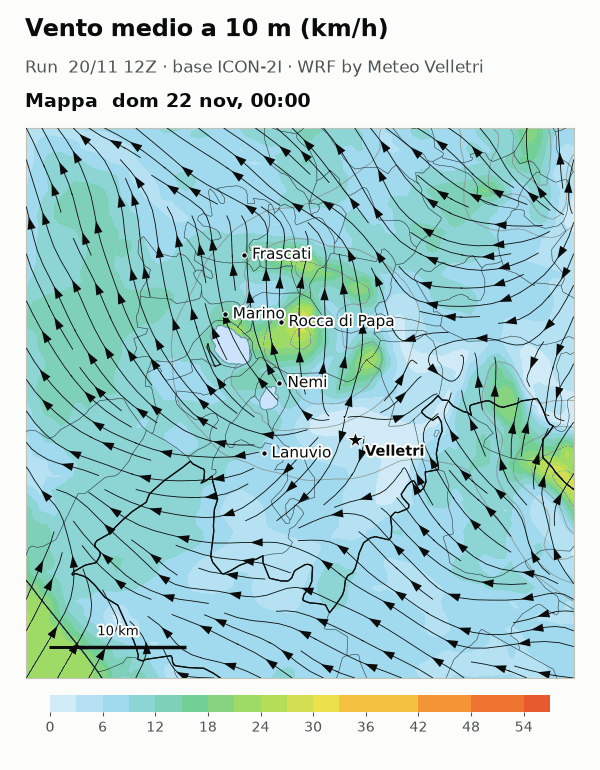 Vento medio a 10 m (km/h)
Run  20/11 12Z · base ICON-2I · WRF by Meteo Velletri
Mappa  dom 22 nov, 00:00
Frascati
Marino
Rocca di Papa
Nemi
Velletri
Lanuvio
10 km
0 6 12 18 24 30 36 42 48 54